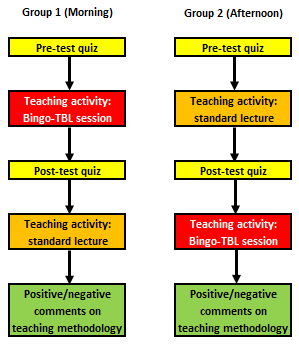 Group 1 (Morning)
Pre-test quiz
Teaching activity:
Bingo-TBL session
Post-test quiz
Teaching activity:
standard lecture
Positive/negative
comments on
teaching methodology
Group 2 (Afternoon)
Pre-test quiz
Teaching activity:
standard lecture
Post-test quiz
Teaching activity:
Bingo-TBL session
Positive/negative
comments on
teaching methodology